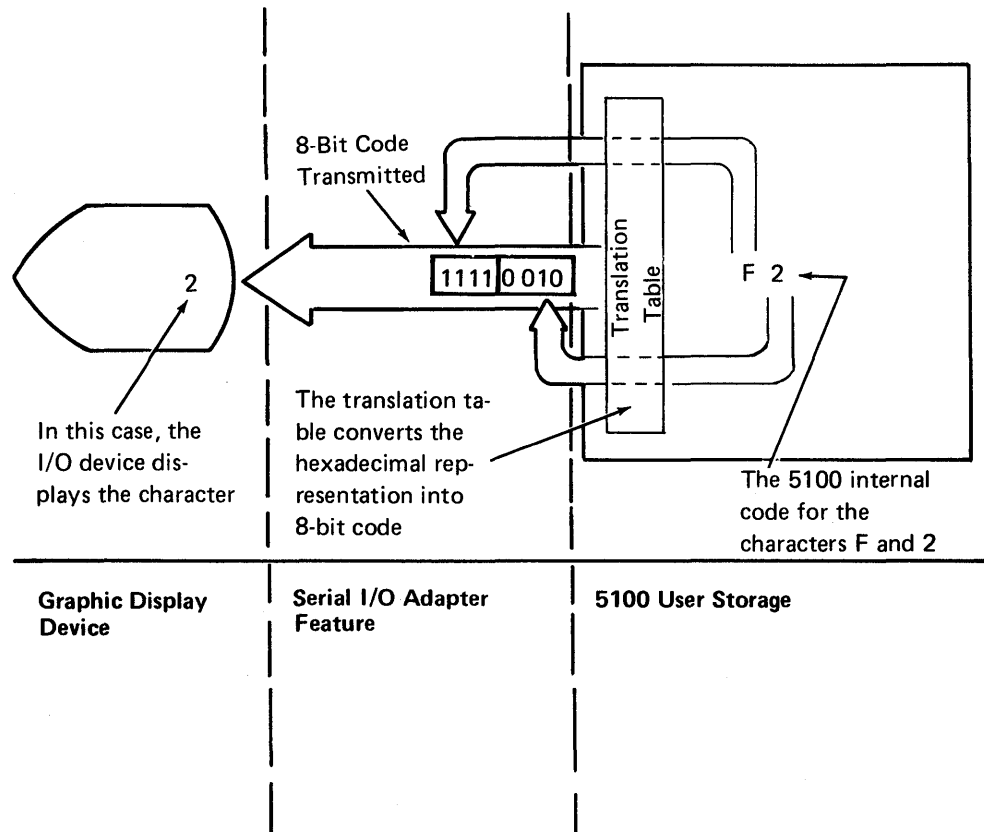 8-Bit Code
Transmitted
Translation
Table
1111 0 010
F 2
2
In this case, the
I/O device dis-
plays the character
The translation ta-
ble converts the
hexadecimal rep-
resentation into
8-bit code
The 5100 internal
code for the
characters F and 2
Graphic Display
Device
Serial I/O Adapter
Feature
5100 User Storage